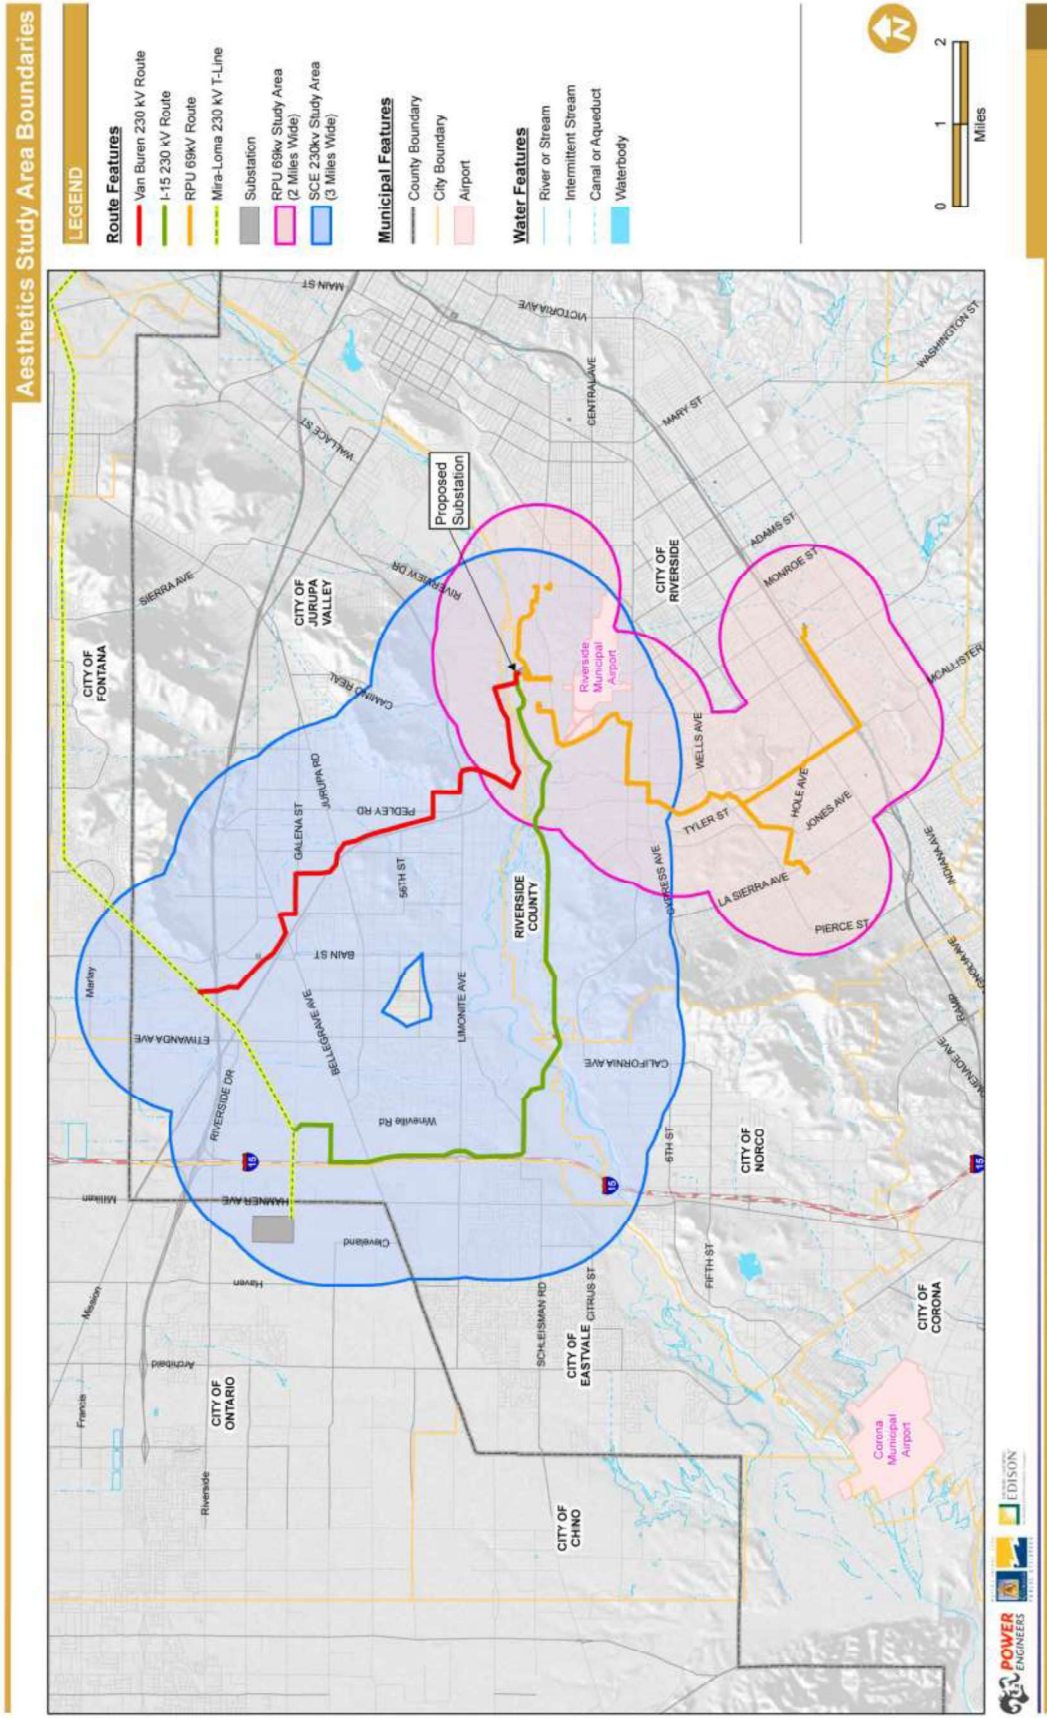 Aesthetics Study Area Boundaries
LEGEND
Route Features
Van Buren 230 kV Route
I-15 230 kV Route
RPU 69kV Route
Mira-Loma 230 kV T-Line
Substation
RPU 69kv Study Area
(2 Miles Wide)
SCE 230kv Study Area
(3 Miles Wide)
Municipal Features
County Boundary
City Boundary
Airport
Water Features
River or Stream
Intermittent Stream
Canal or Aqueduct
Waterbody
N
0 1 2
Miles
MAIN ST
VICTORIA AVE
CENTRAL AVE
WASHINGTON ST
MARY ST
WALLACE ST
Proposed
Substation
ADAMS ST
MONROE ST
SIERRA AVE
CITY OF
JURUPA
VALLEY
RIVERVIEW DR
CITY OF
RIVERSIDE
CITY OF
FONTANA
CAMINO REAL
Riverside
Municipal
Airport
MCALLISTER
WELLS AVE
JURUPA RD
GALENA ST
PEDLEY RD
HOLE AVE
JONES AVE
TYLER ST
56TH ST
CYPRESS AVE
LA SIERRA AVE
INDIANA AVE
RIVERSIDE
COUNTY
PIERCE ST
BAIN ST
Marlay
LIMONITE AVE
ETIWANDA AVE
BELLEGRAVE AVE
CALIFORNIA AVE
RIVERSIDE DR
Wineville Rd
6TH ST
CITY OF
NORCO
15
15
15
Milliken
HAMNER AVE
Cleveland
Haven
FIFTH ST
Mission
SCHLEISMAN RD
CITRUS ST
CITY OF
EASTVALE
CITY OF
CORONA
Archibald
CITY OF
ONTARIO
Francis
Riverside
Corona
Municipal
Airport
CITY OF
CHINO
POWER
ENGINEERS
EDISON